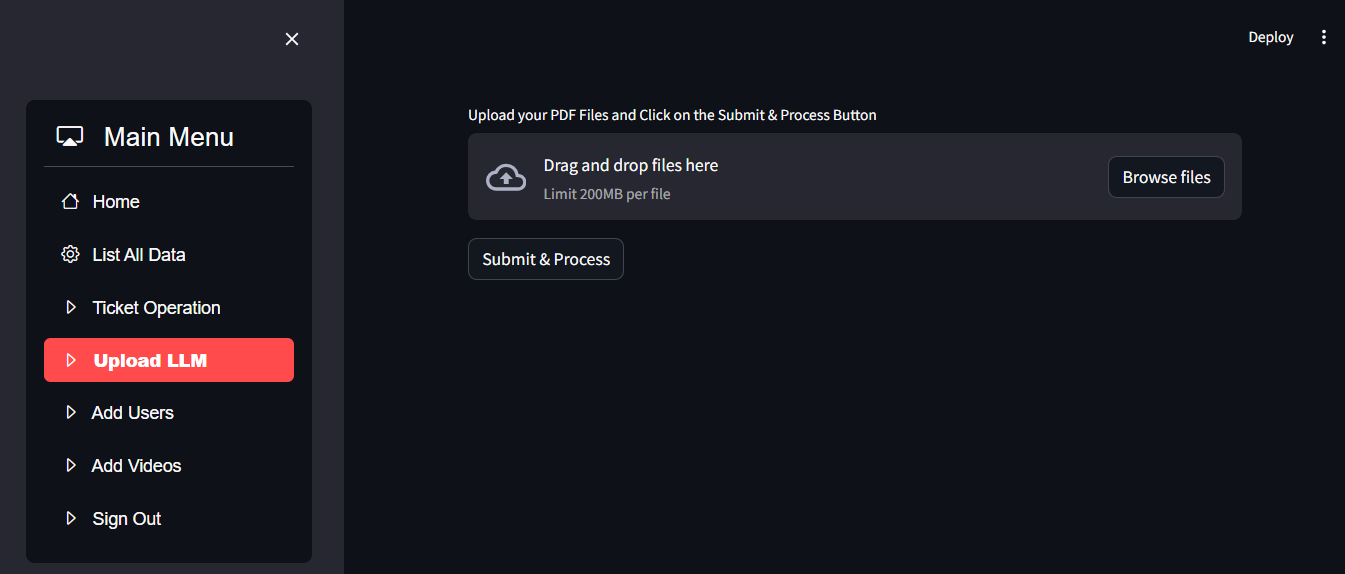 Deploy
Main Menu
Home
List All Data
Ticket Operation
Upload LLM
Add Users
Add Videos
Sign Out
Upload your PDF Files and Click on the Submit & Process Button
Drag and drop files here
Limit 200MB per file
Browse files
Submit & Process